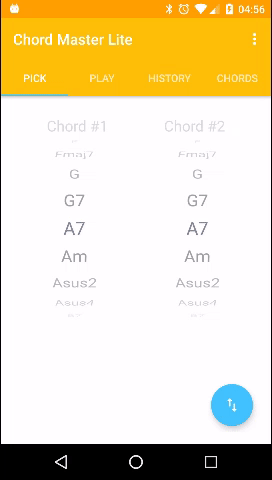 04:56
Chord Master Lite
PICK PLAY HISTORY CHORDS
Chord #1 Chord #2
Fmaj7 Fmaj7
G G
G7 G7
A7 A7
Am Am
Asus2 Asus2
Asus4 Asus4